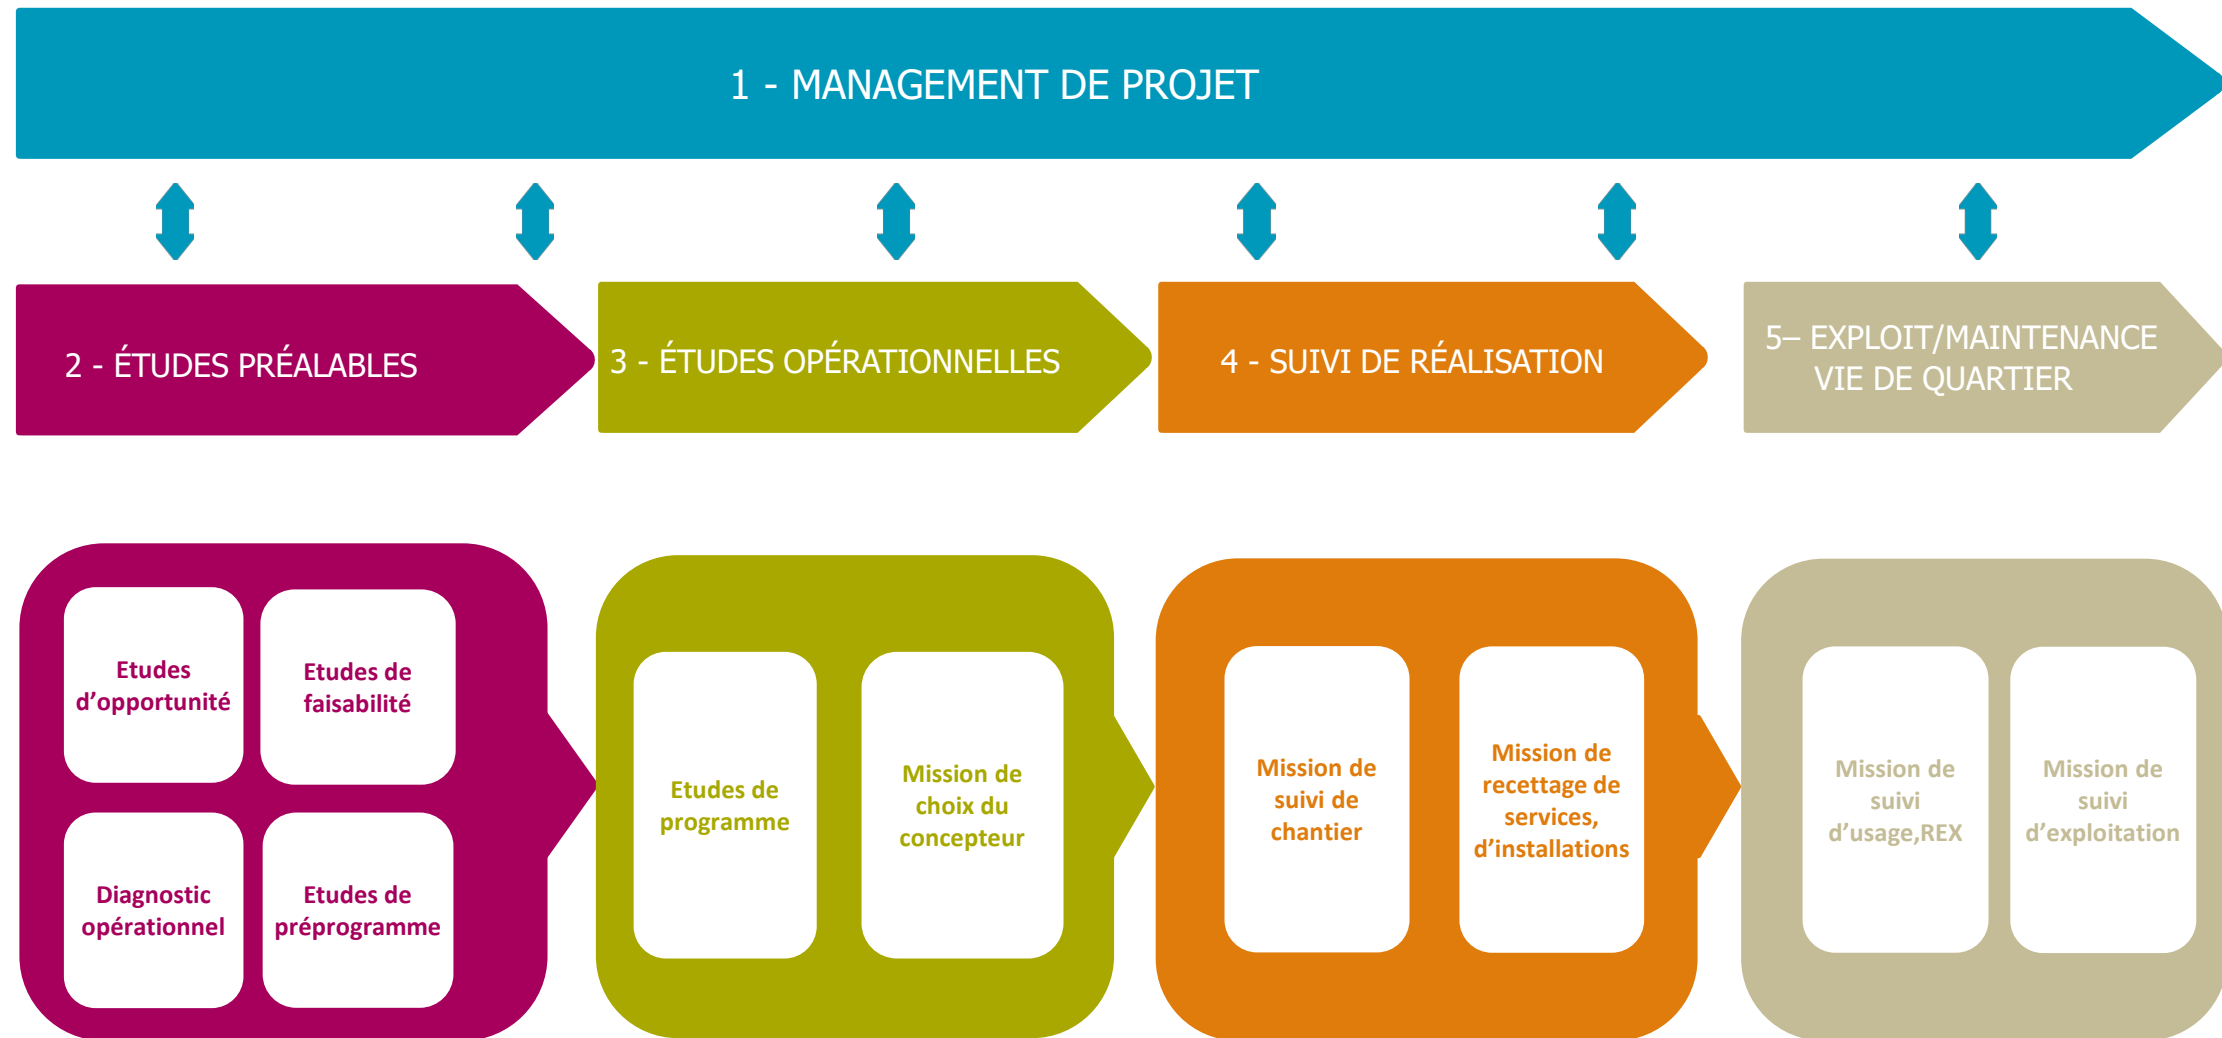 1 - MANAGEMENT DE PROJET
2 - ÉTUDES PRÉALABLES
3 - ÉTUDES OPÉRATIONNELLES
4 - SUIVI DE RÉALISATION
5– EXPLOIT/MAINTENANCE
VIE DE QUARTIER
Etudes
d’opportunité
Etudes de
faisabilité
Diagnostic
opérationnel
Etudes de
préprogramme
Etudes de
programme
Mission de
choix du
concepteur
Mission de
suivi de
chantier
Mission de
recettage de
services,
d’installations
Mission de
suivi
d’usage,REX
Mission de
suivi
d’exploitation